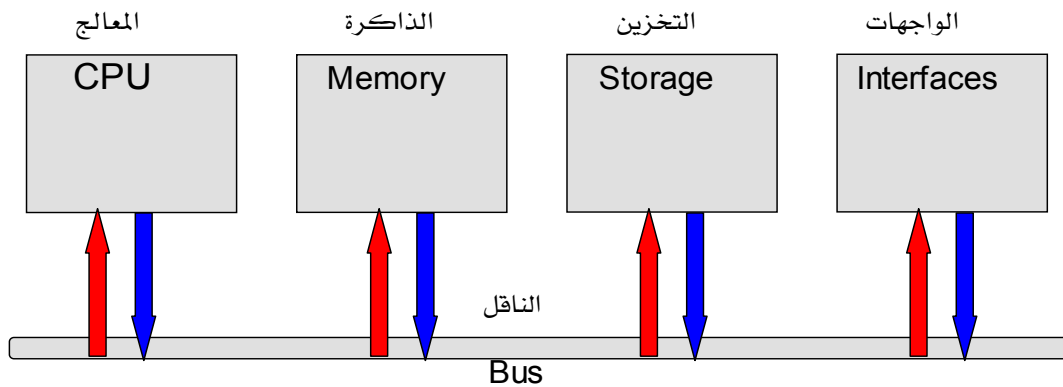 المعالج
الذاكرة
التخزين
الواجهات
CPU
Memory
Storage
Interfaces
الناقل
Bus